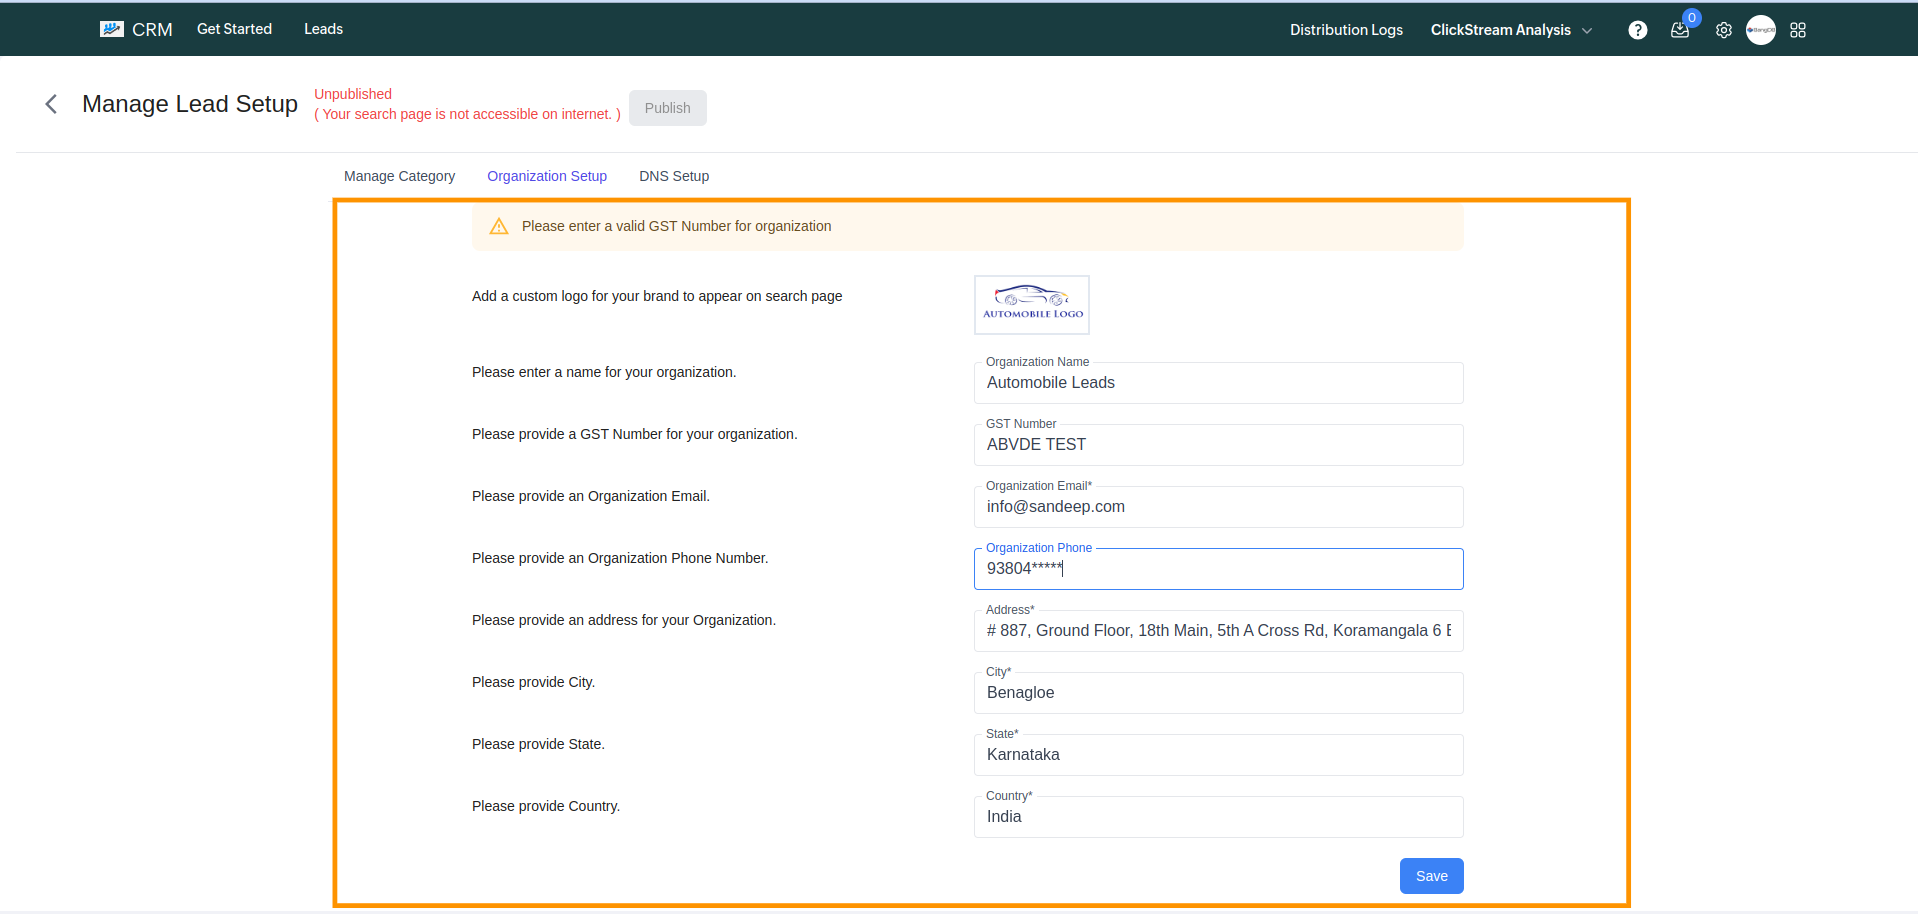 CRM
Get Started
Leads
Distribution Logs
ClickStream Analysis
?
0
BangDB
Manage Lead Setup
Unpublished
( Your search page is not accessible on internet. )
Publish
Manage Category
Organization Setup
DNS Setup
Please enter a valid GST Number for organization
Add a custom logo for your brand to appear on search page
AUTOMOBILE LOGO
Please enter a name for your organization.
Organization Name
Automobile Leads
Please provide a GST Number for your organization.
GST Number
ABVDE TEST
Please provide an Organization Email.
Organization Email*
info@sandeep.com
Please provide an Organization Phone Number.
Organization Phone
93804*****
Please provide an address for your Organization.
Address*
# 887, Ground Floor, 18th Main, 5th A Cross Rd, Koramangala 6
Please provide City.
City*
Benagloe
Please provide State.
State*
Karnataka
Please provide Country.
Country*
India
Save